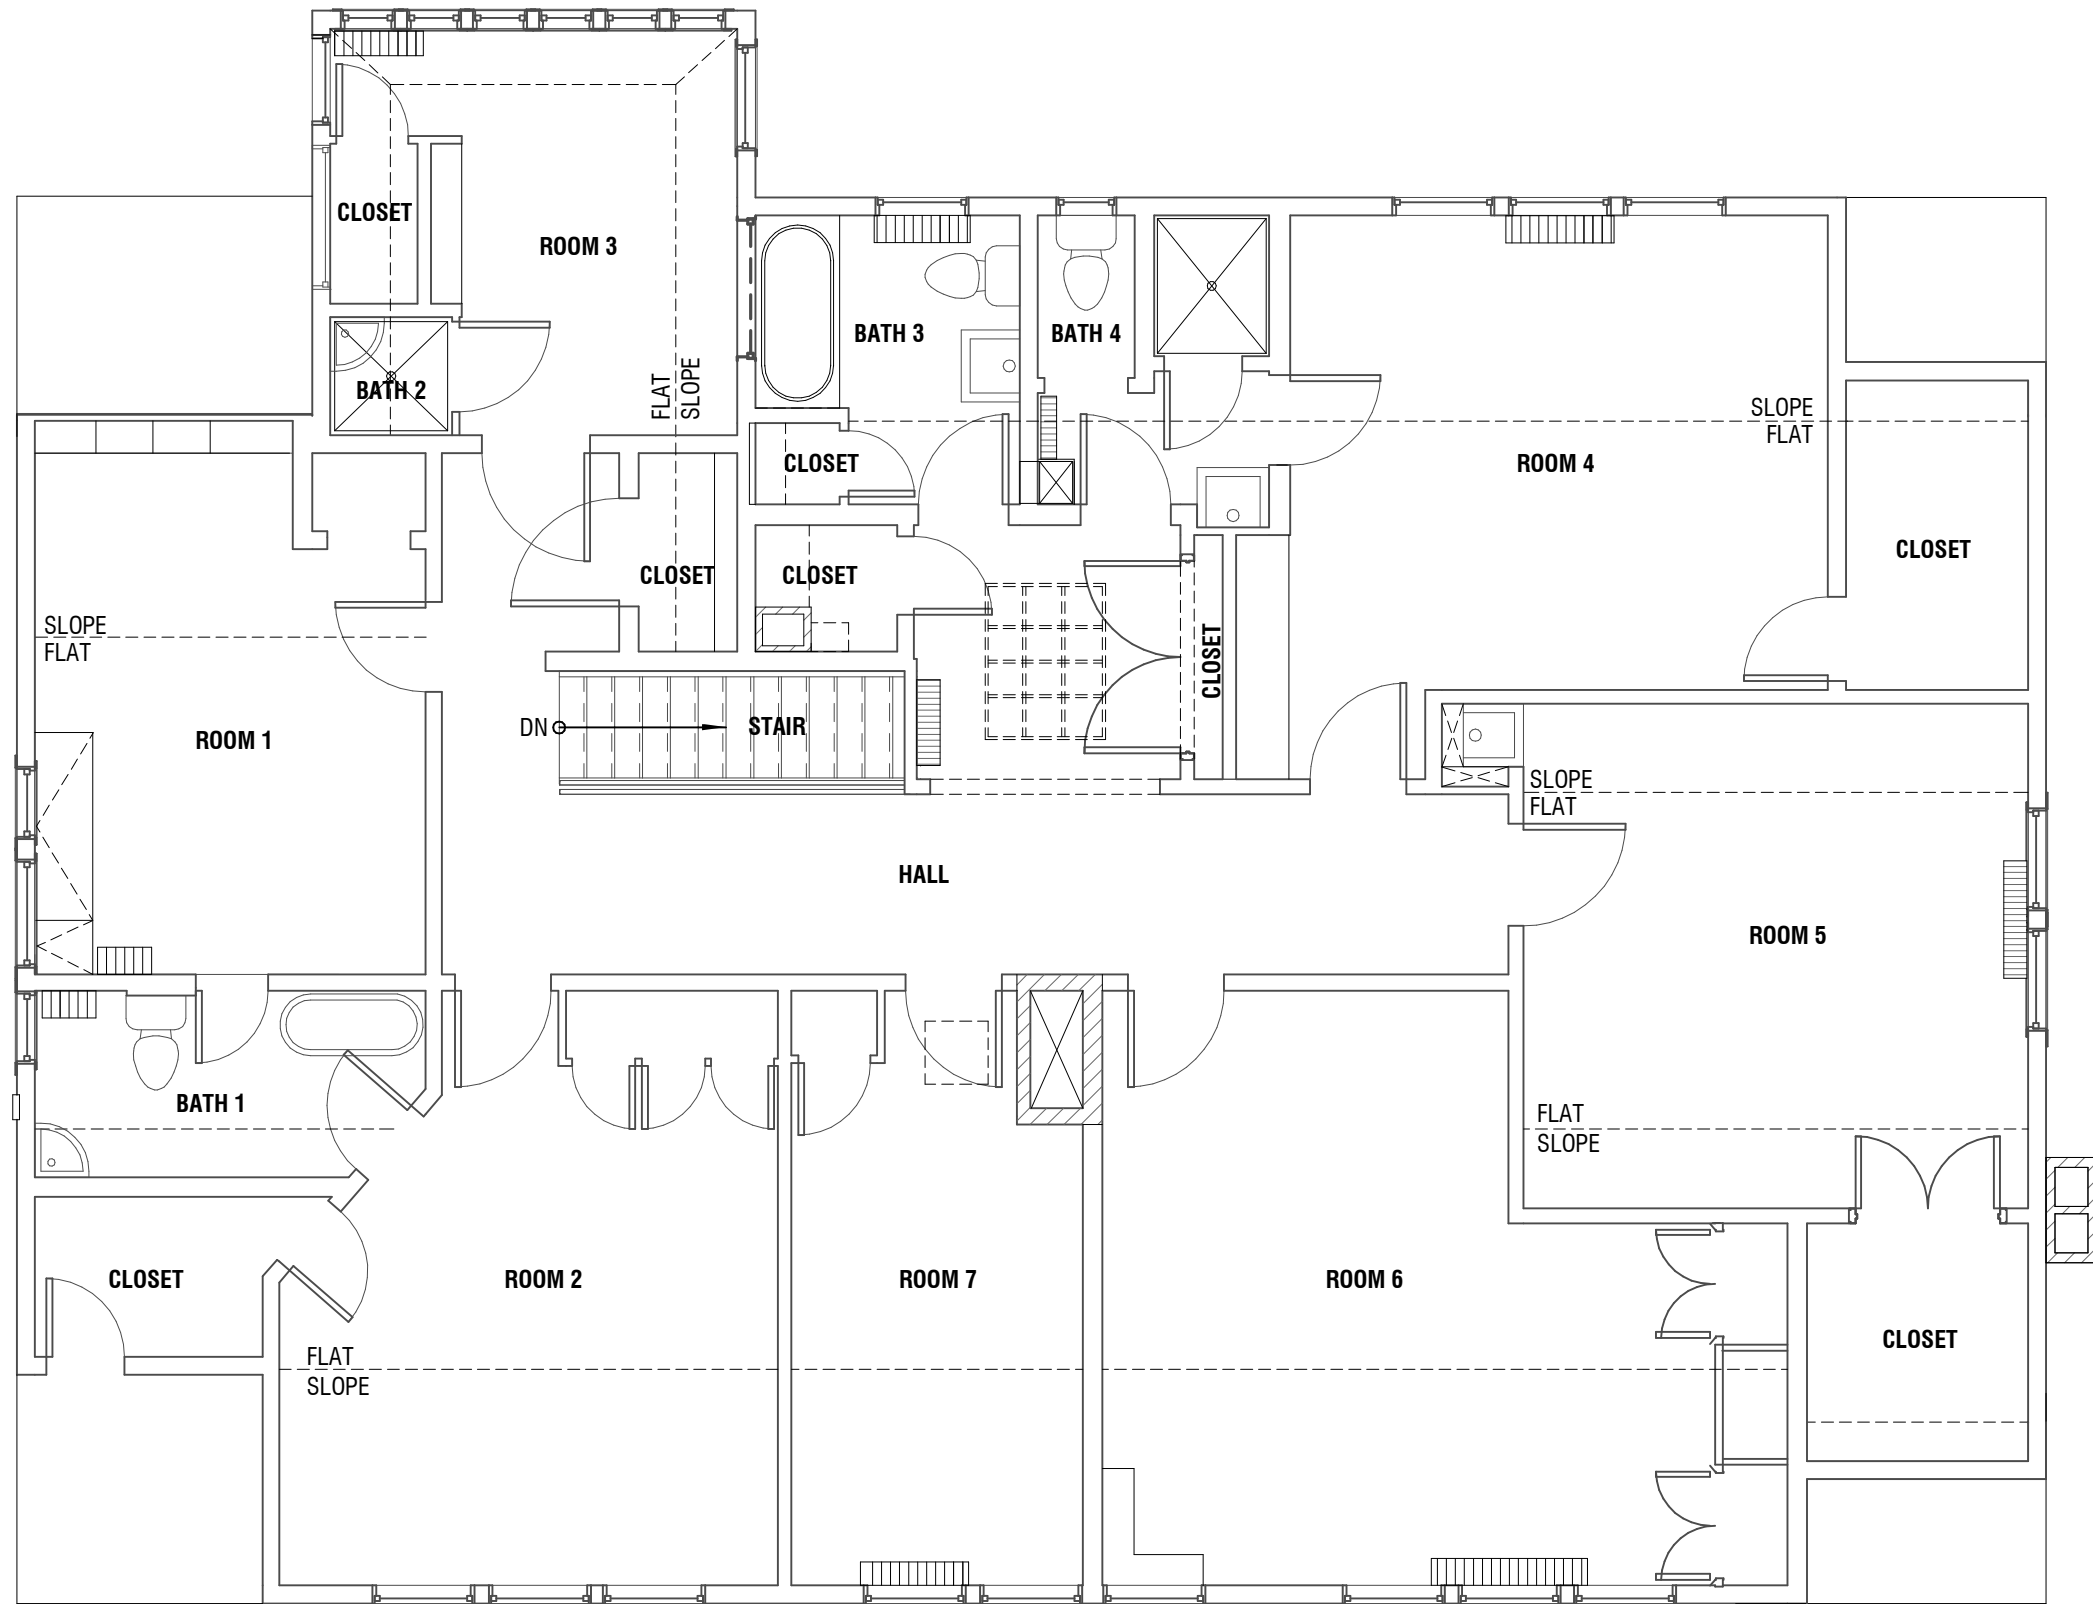 CLOSET
ROOM 3
BATH 3
BATH 4
FLAT
SLOPE
BATH 2
SLOPE
FLAT
CLOSET
ROOM 4
CLOSET
CLOSET
CLOSET
SLOPE
FLAT
CLOSET
ROOM 1
DN
STAIR
SLOPE
FLAT
HALL
ROOM 5
BATH 1
FLAT
SLOPE
CLOSET
ROOM 2
ROOM 7
ROOM 6
CLOSET
FLAT
SLOPE